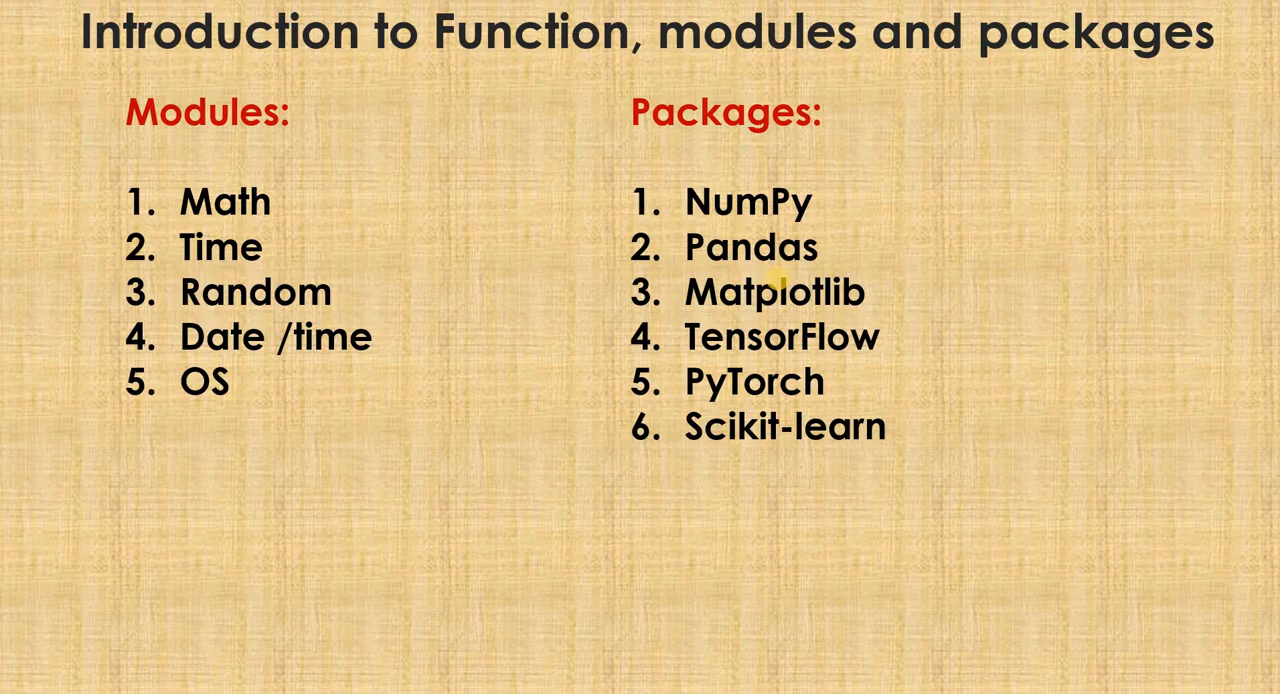 Introduction to Function, modules and packages
Modules:
1. Math
2. Time
3. Random
4. Date /time
5. OS
Packages:
1. NumPy
2. Pandas
3. Matplotlib
4. TensorFlow
5. PyTorch
6. Scikit-learn